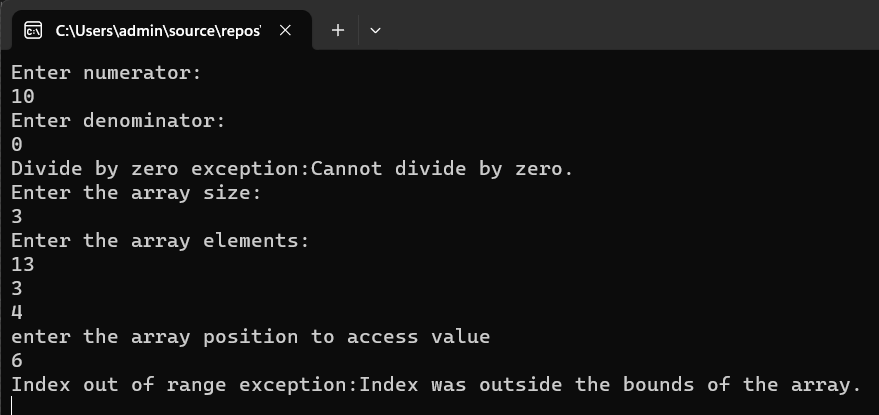 C:\Users\admin\source\repos'
Enter numerator:
10
Enter denominator:
0
Divide by zero exception:Cannot divide by zero.
Enter the array size:
3
Enter the array elements:
13
3
4
enter the array position to access value
6
Index out of range exception:Index was outside the bounds of the array.